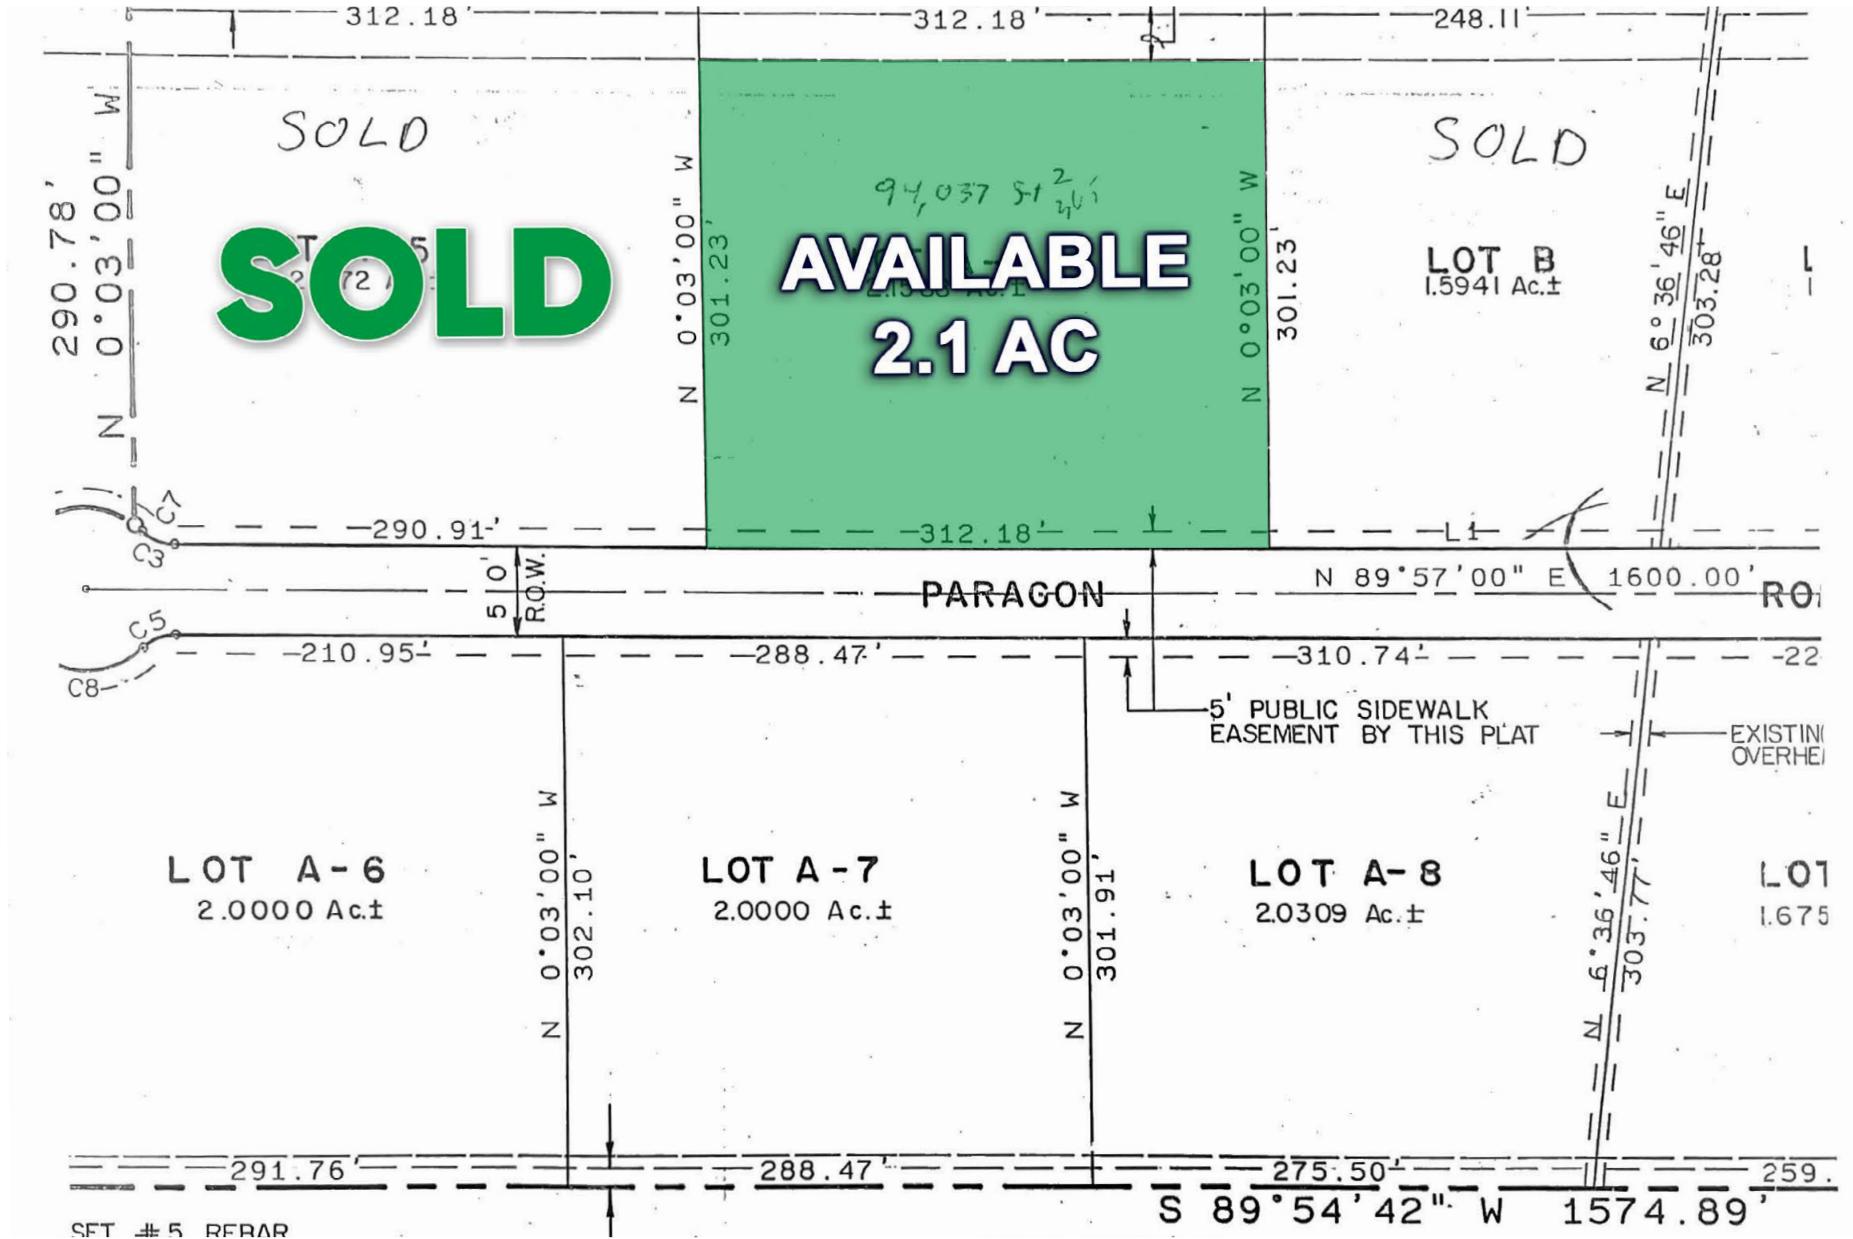 312.18'
312.18'
248.11'
SOLD
SOLD
290.78'
N 0°03'00" W
SOLD
N 0°03'00" W
301.23'
94,037
AVAILABLE
2.1 AC
N 0°03'00" W
301.23'
LOT B
1.5941 Ac.±
N 6°36'46" E
303.28'
C7
C3
290.91'
312.18'
L1
50'
R.O.W.
PARAGON
N 89°57'00" E 1600.00'
C5
C8
210.95'
288.47'
310.74'
5' PUBLIC SIDEWALK
EASEMENT BY THIS PLAT
LOT A-6
2.0000 Ac.±
N 0°03'00" W
302.10'
LOT A-7
2.0000 Ac.±
N 0°03'00" W
301.91'
LOT A-8
2.0309 Ac.±
N 6°36'46" E
303.77'
LOT
1.675
291.76'
288.47'
275.50'
259.
S 89°54'42" W 1574.89'
SET #5 REBAR